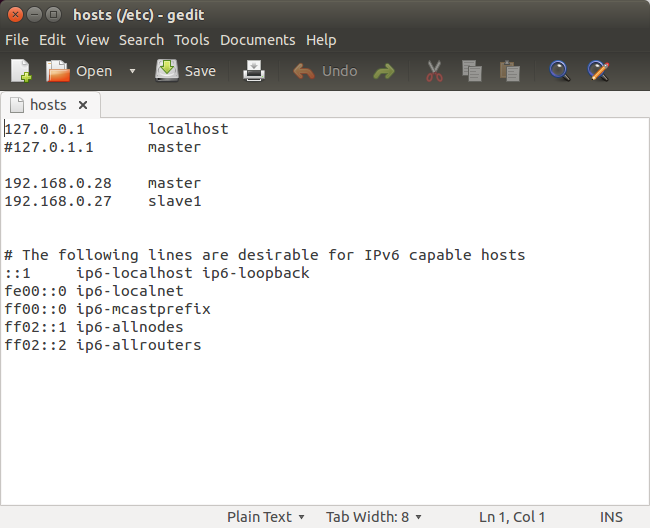 hosts (/etc) - gedit
File Edit View Search Tools Documents Help
Open Save Undo
hosts
127.0.0.1 localhost
#127.0.1.1 master
192.168.0.28 master
192.168.0.27 slave1
# The following lines are desirable for IPv6 capable hosts
::1 ip6-localhost ip6-loopback
fe00::0 ip6-localnet
ff00::0 ip6-mcastprefix
ff02::1 ip6-allnodes
ff02::2 ip6-allrouters
Plain Text Tab Width: 8 Ln 1, Col 1 INS